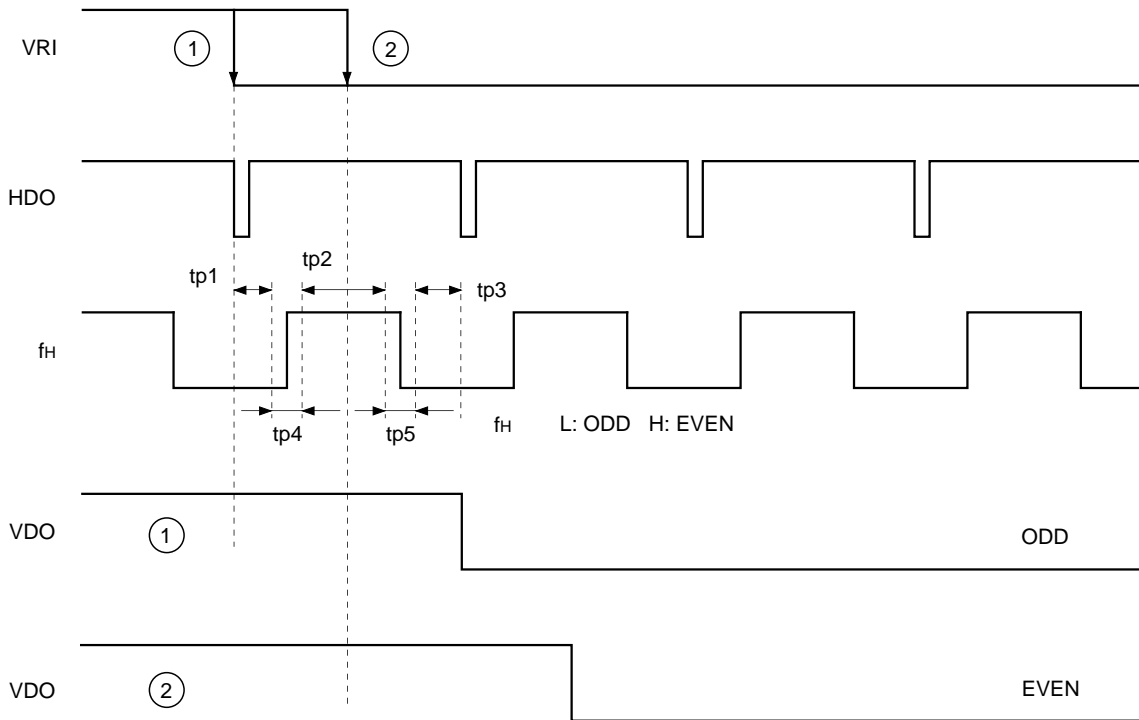 VRI 1 2
HDO
tp1 tp2 tp3
fH
tp4 tp5 fH L: ODD H: EVEN
VDO 1 ODD
VDO 2 EVEN